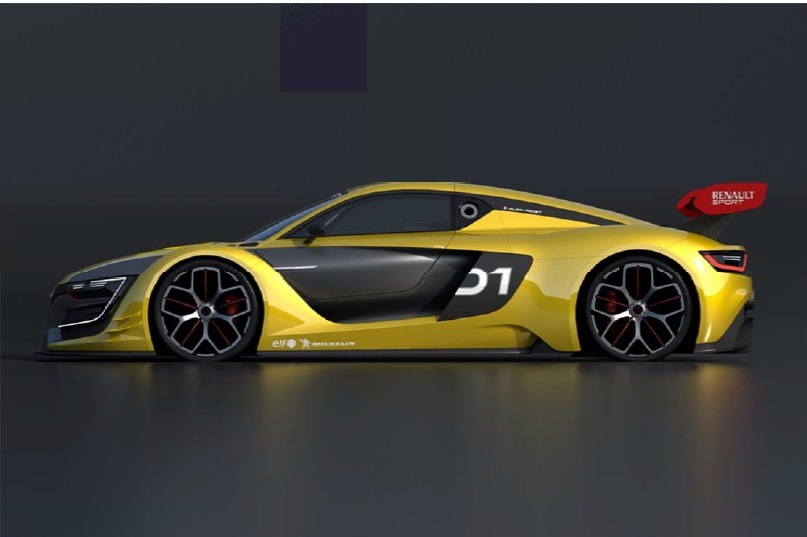 RENAULT
SPORT
01
elf MICHELIN